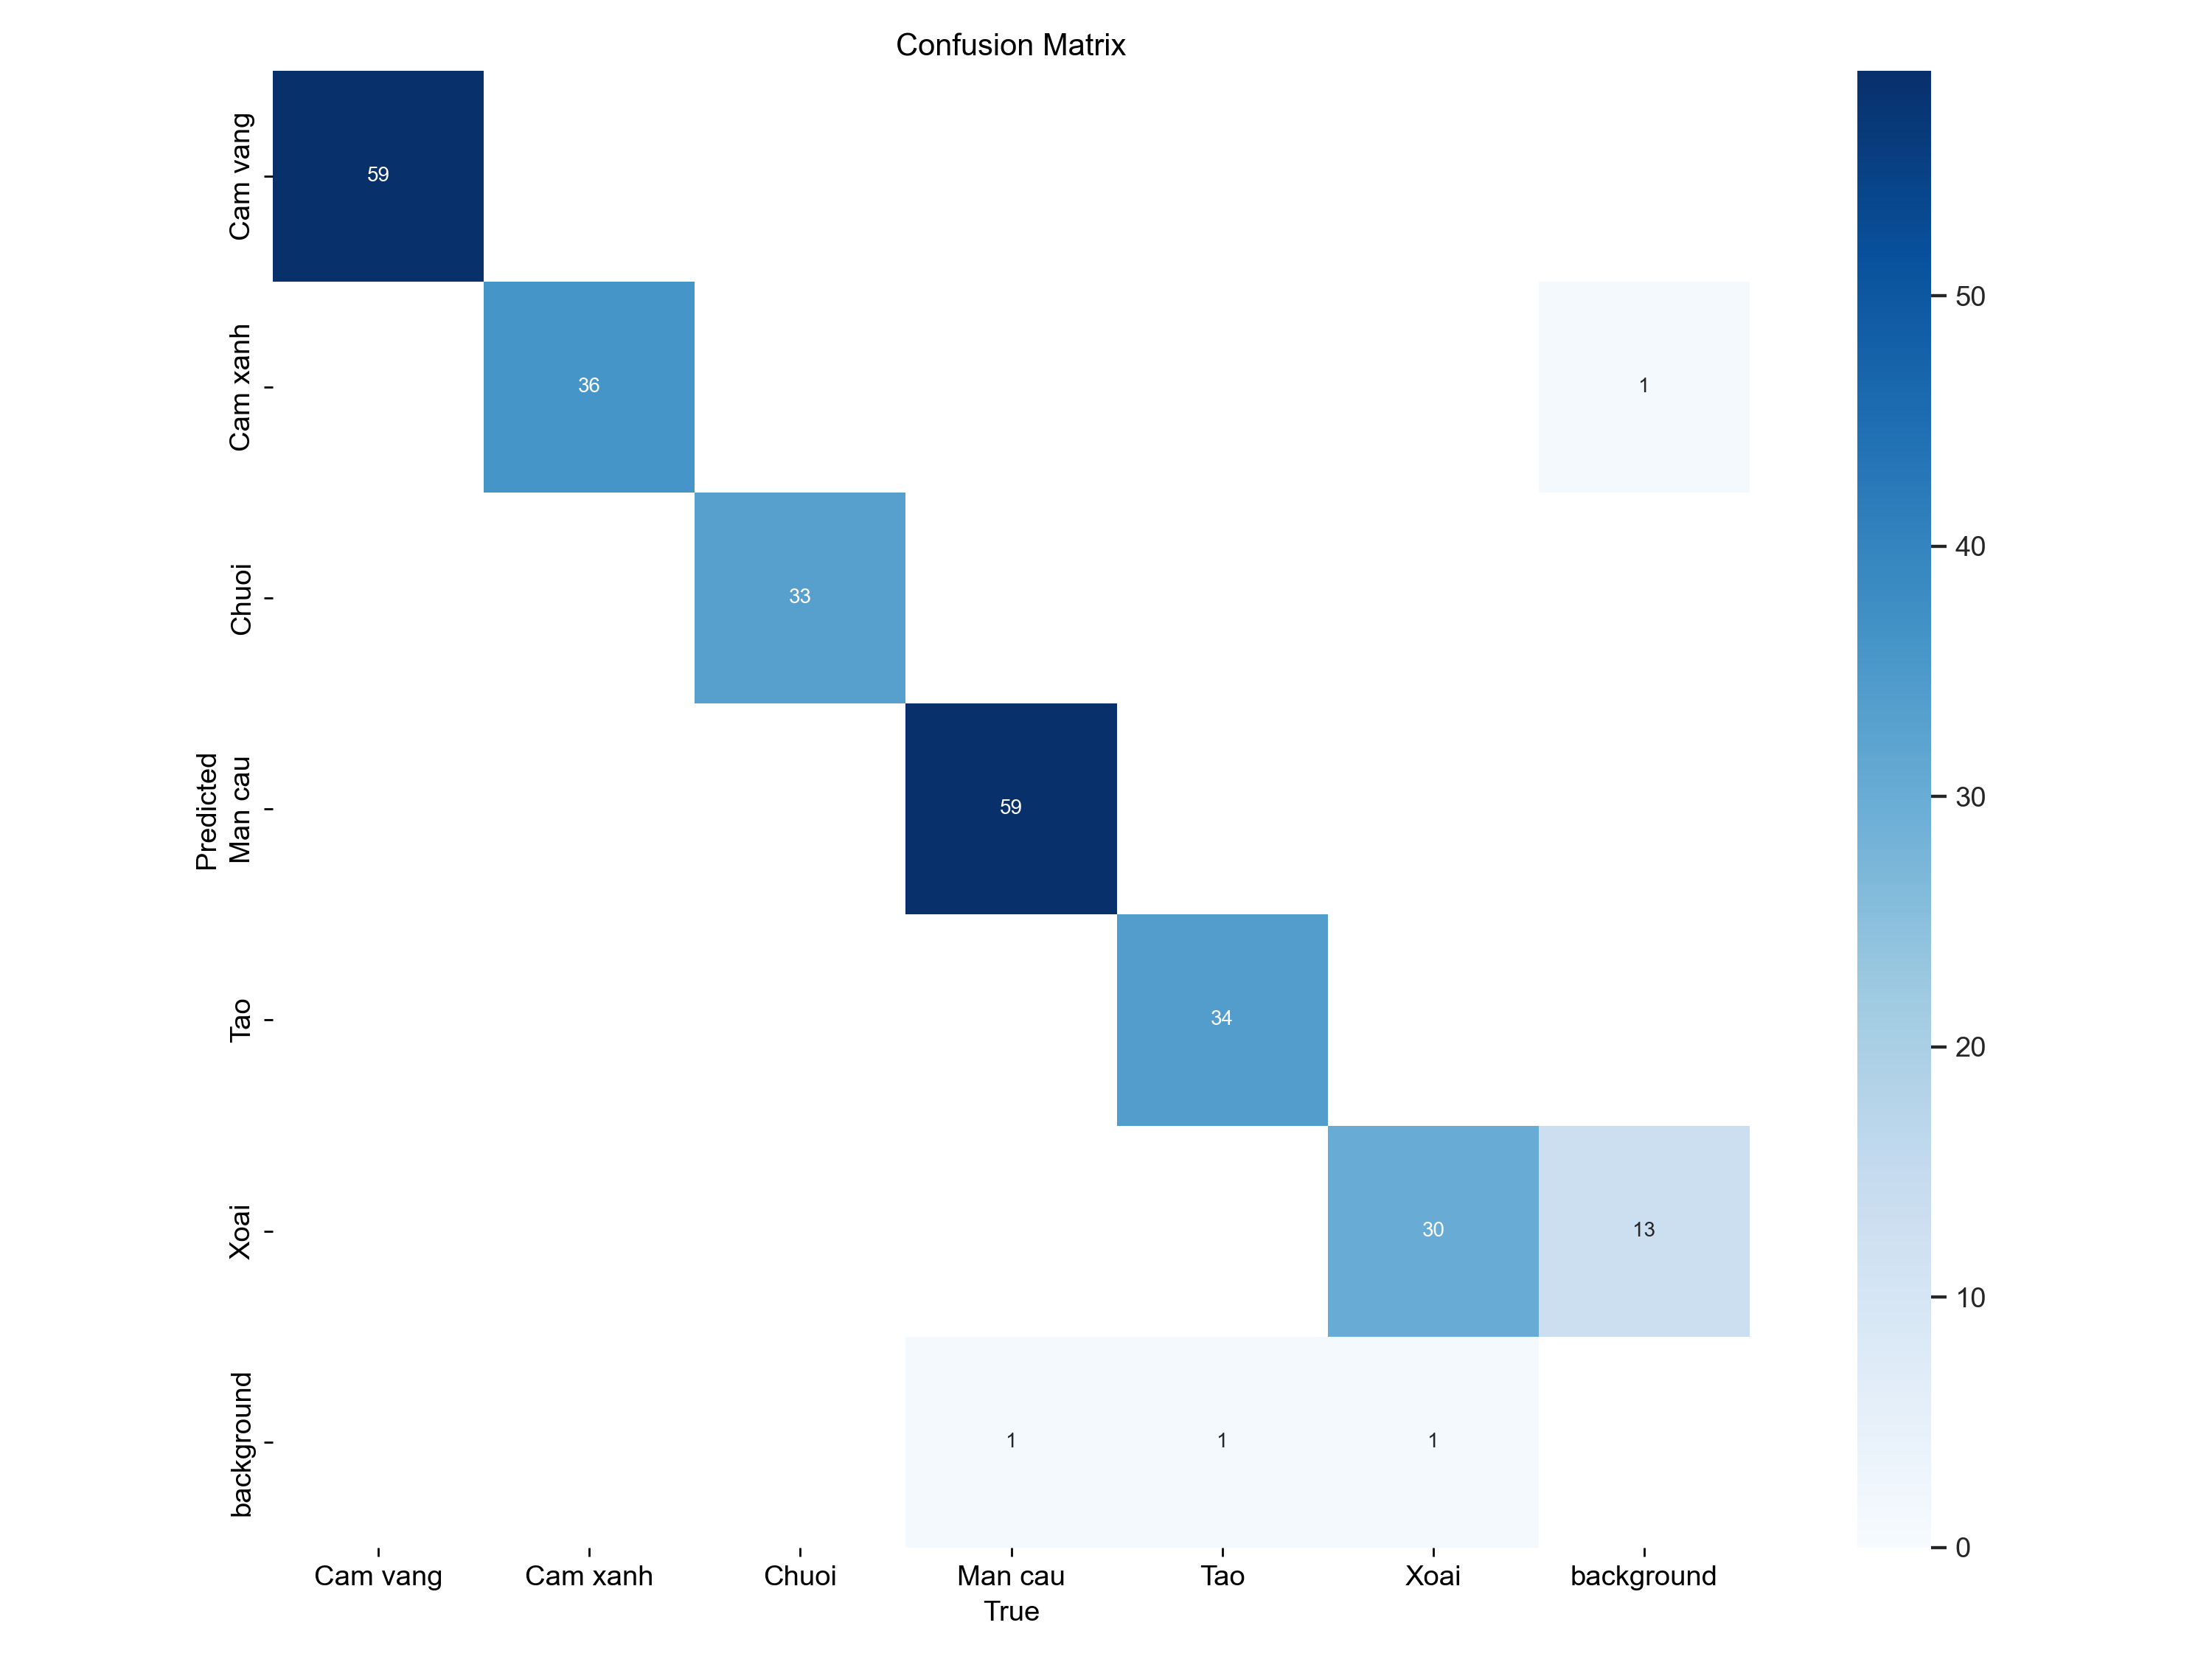 Confusion Matrix
Predicted
Cam vang
59
Cam xanh
36
1
Chuoi
33
Man cau
59
Tao
34
Xoai
30
13
background
1
1
1
Cam vang
Cam xanh
Chuoi
Man cau
Tao
Xoai
background
True
50
40
30
20
10
0